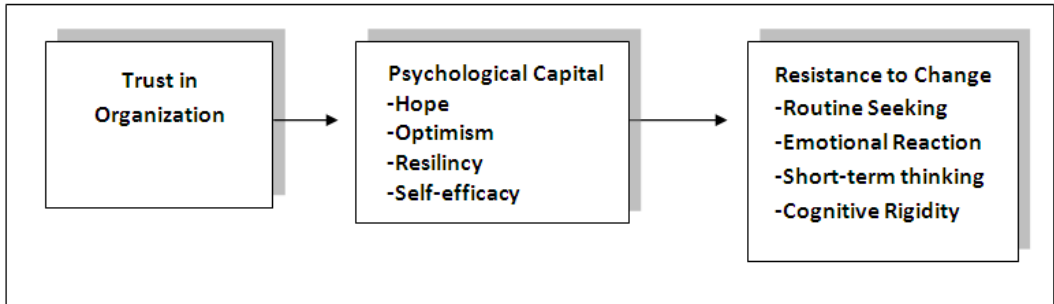 Trust in
Organization
Psychological Capital
-Hope
-Optimism
-Resilincy
-Self-efficacy
Resistance to Change
-Routine Seeking
-Emotional Reaction
-Short-term thinking
-Cognitive Rigidity